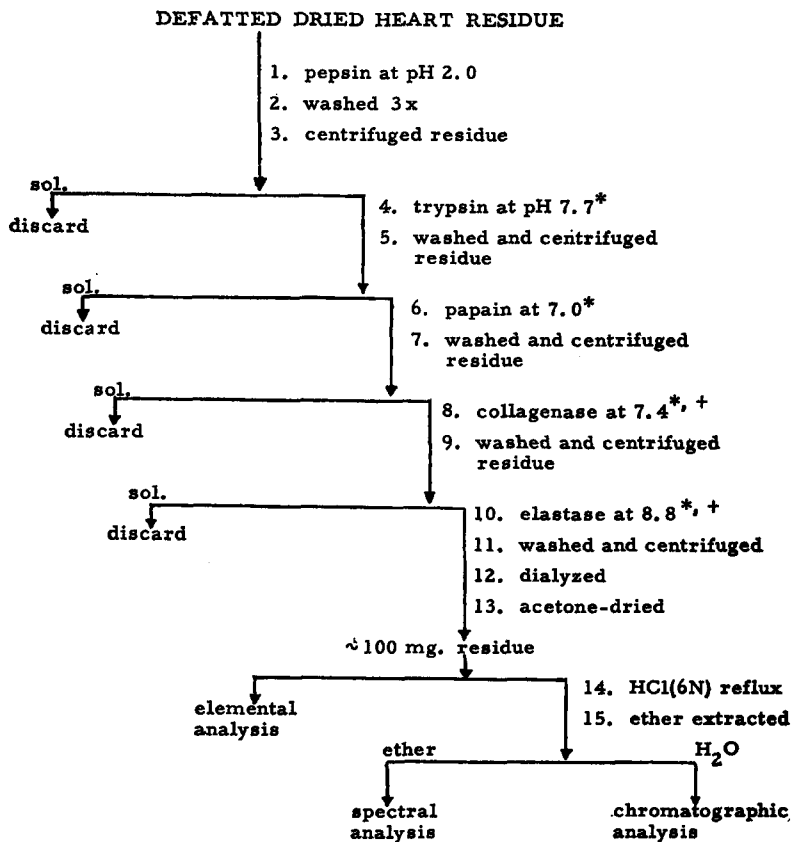 DEFATTED DRIED HEART RESIDUE
1. pepsin at pH 2.0
2. washed 3x
3. centrifuged residue
sol.
discard
4. trypsin at pH 7.7*
5. washed and centrifuged
residue
sol.
discard
6. papain at 7.0*
7. washed and centrifuged
residue
sol.
discard
8. collagenase at 7.4*, +
9. washed and centrifuged
residue
sol.
discard
10. elastase at 8.8*, +
11. washed and centrifuged
12. dialyzed
13. acetone-dried
~100 mg. residue
14. HCl(6N) reflux
15. ether extracted
elemental
analysis
ether
H2O
spectral
analysis
chromatographic
analysis